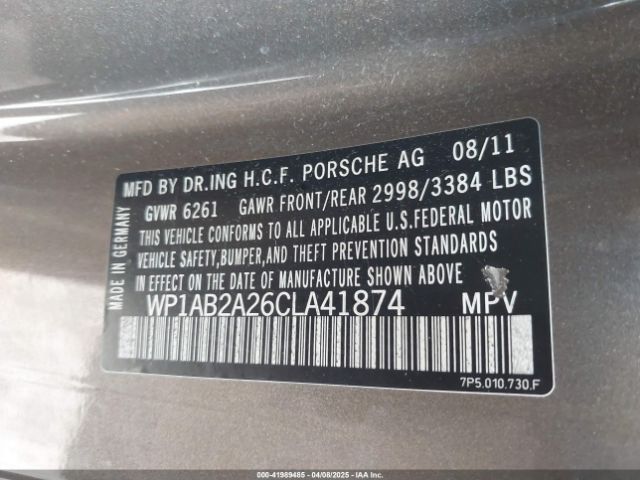 MFD BY DR.ING H.C.F. PORSCHE AG 08/11
GVWR 6261 GAWR FRONT/REAR 2998/3384 LBS
THIS VEHICLE CONFORMS TO ALL APPLICABLE U.S.FEDERAL MOTOR
VEHICLE SAFETY,BUMPER,AND THEFT PREVENTION STANDARDS
IN EFFECT ON THE DATE OF MANUFACTURE SHOWN ABOVE
WP1AB2A26CLA41874 MPV
MADE IN GERMANY
7P5.010.730.F
000-41989485 - 04/08/2025 - IAAI.COM